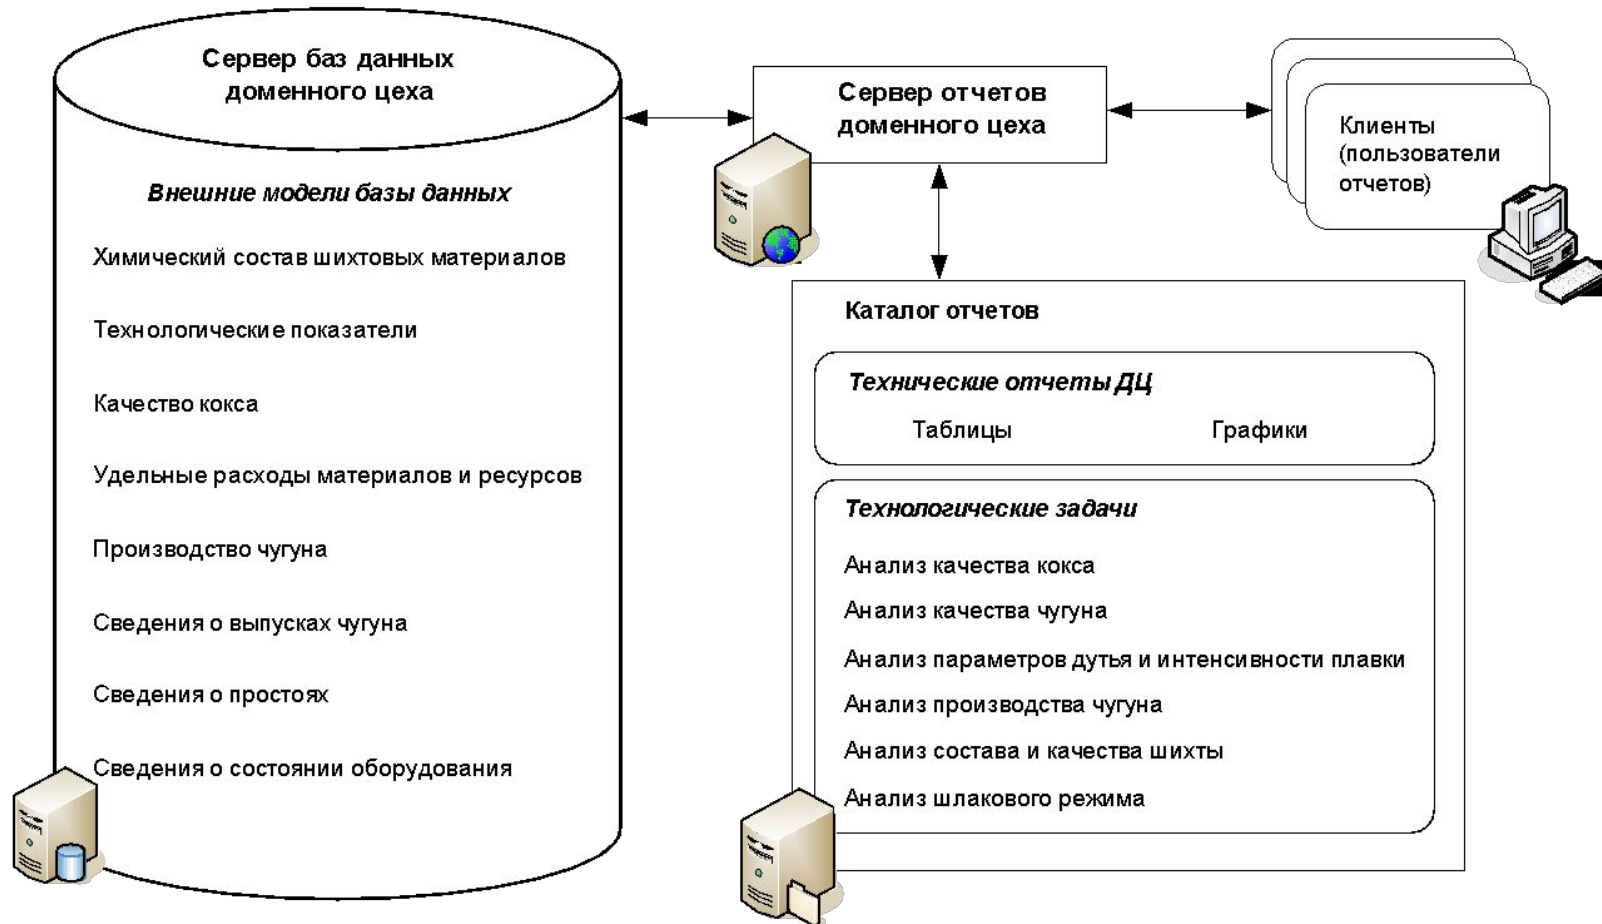 Сервер баз данных
доменного цеха
Внешние модели базы данных
Химический состав шихтовых материалов
Технологические показатели
Качество кокса
Удельные расходы материалов и ресурсов
Производство чугуна
Сведения о выпусках чугуна
Сведения о простоях
Сведения о состоянии оборудования
Сервер отчетов
доменного цеха
Клиенты
(пользователи
отчетов)
Каталог отчетов
Технические отчеты ДЦ
Таблицы Графики
Технологические задачи
Анализ качества кокса
Анализ качества чугуна
Анализ параметров дутья и интенсивности плавки
Анализ производства чугуна
Анализ состава и качества шихты
Анализ шлакового режима